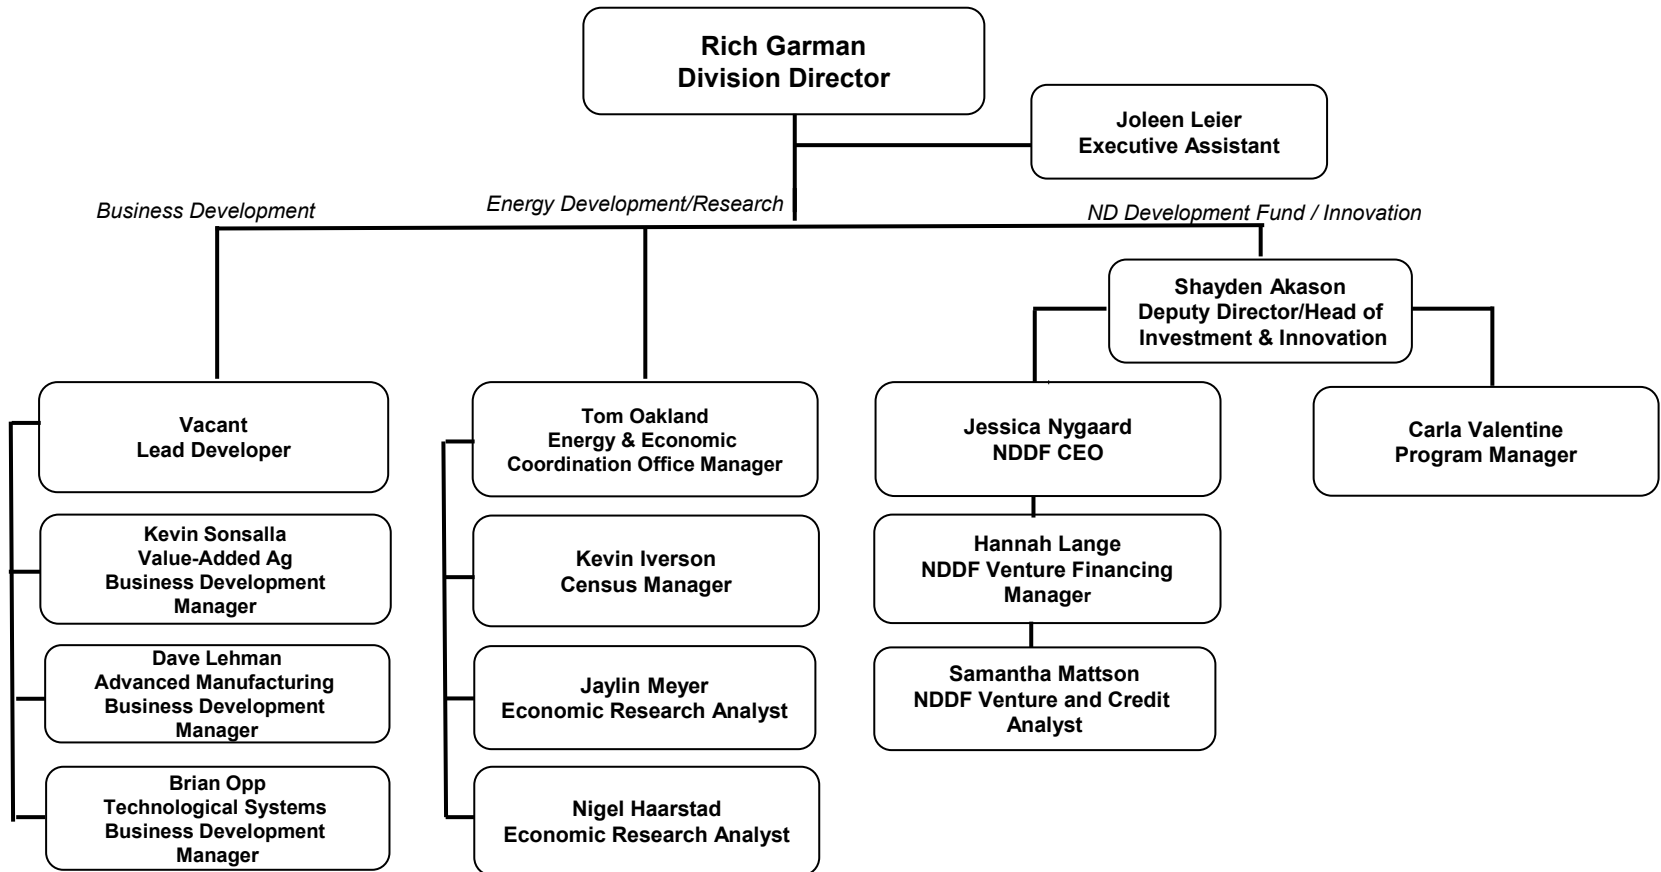 Rich Garman
Division Director
Joleen Leier
Executive Assistant
Business Development
Energy Development/Research
ND Development Fund / Innovation
Shayden Akason
Deputy Director/Head of
Investment & Innovation
Vacant
Lead Developer
Kevin Sonsalla
Value-Added Ag
Business Development
Manager
Dave Lehman
Advanced Manufacturing
Business Development
Manager
Brian Opp
Technological Systems
Business Development
Manager
Tom Oakland
Energy & Economic
Coordination Office Manager
Kevin Iverson
Census Manager
Jaylin Meyer
Economic Research Analyst
Nigel Haarstad
Economic Research Analyst
Jessica Nygaard
NDDF CEO
Hannah Lange
NDDF Venture Financing
Manager
Samantha Mattson
NDDF Venture and Credit
Analyst
Carla Valentine
Program Manager